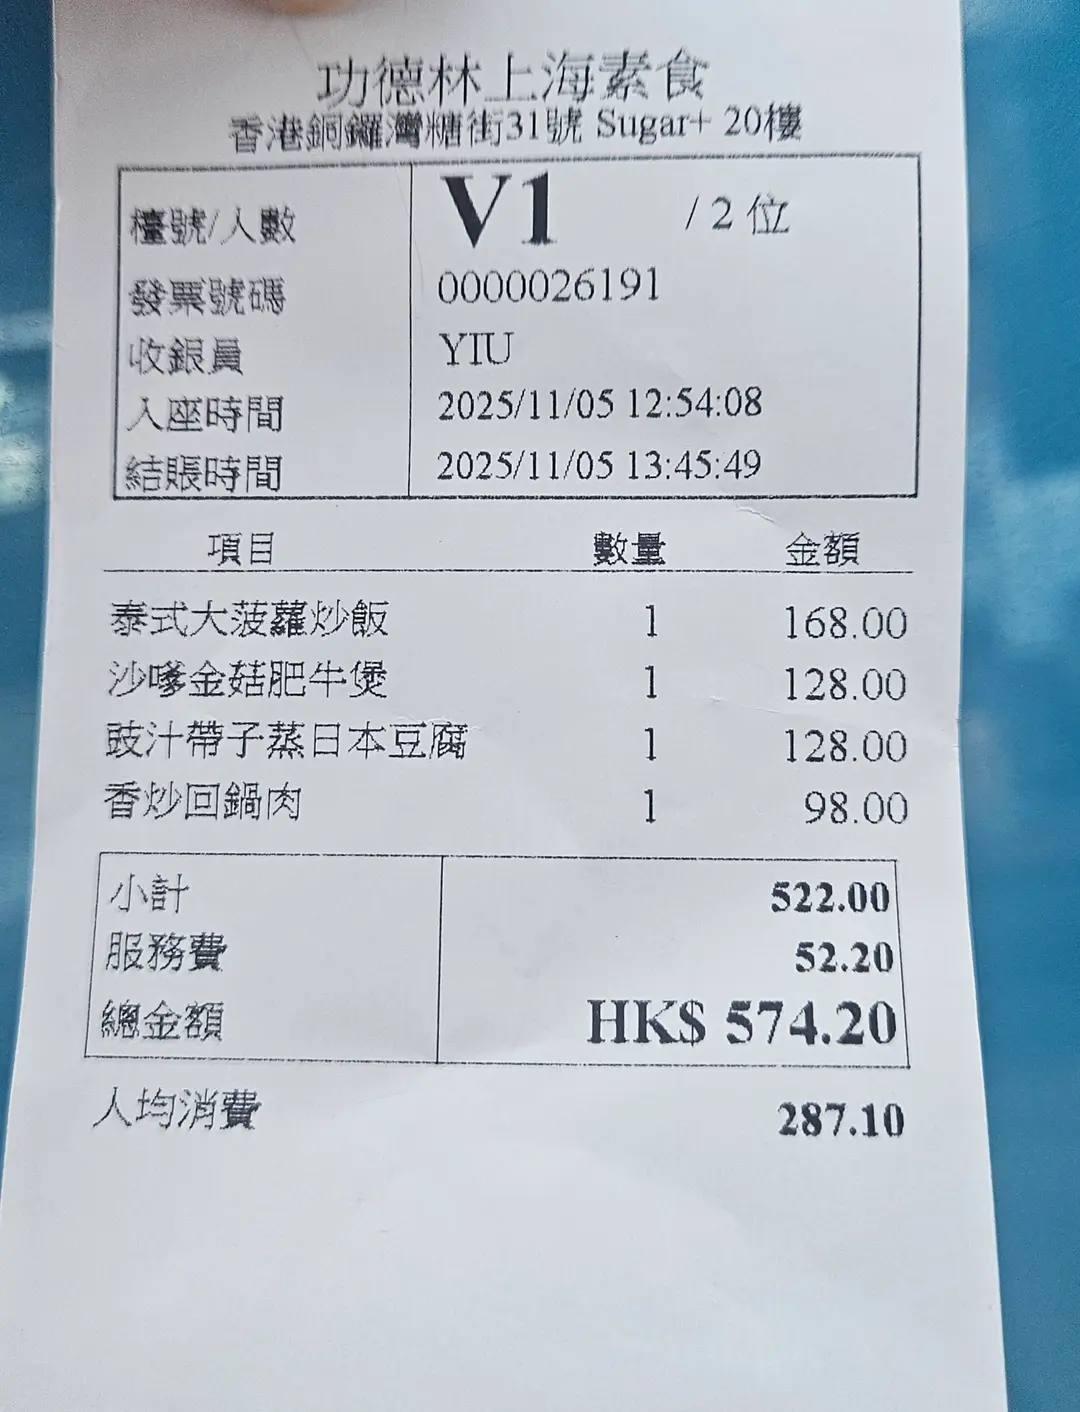 功德林上海素食
香港銅鑼灣糖街31號 Sugar+ 20樓
檯號/人數 V1 / 2 位
發票號碼 0000026191
收銀員 YIU
入座時間 2025/11/05 12:54:08
結賬時間 2025/11/05 13:45:49
項目 數量 金額
泰式大菠蘿炒飯 1 168.00
沙嗲金菇肥牛煲 1 128.00
豉汁帶子蒸日本豆腐 1 128.00
香炒回鍋肉 1 98.00
小計 522.00
服務費 52.20
總金額 HK$ 574.20
人均消費 287.10